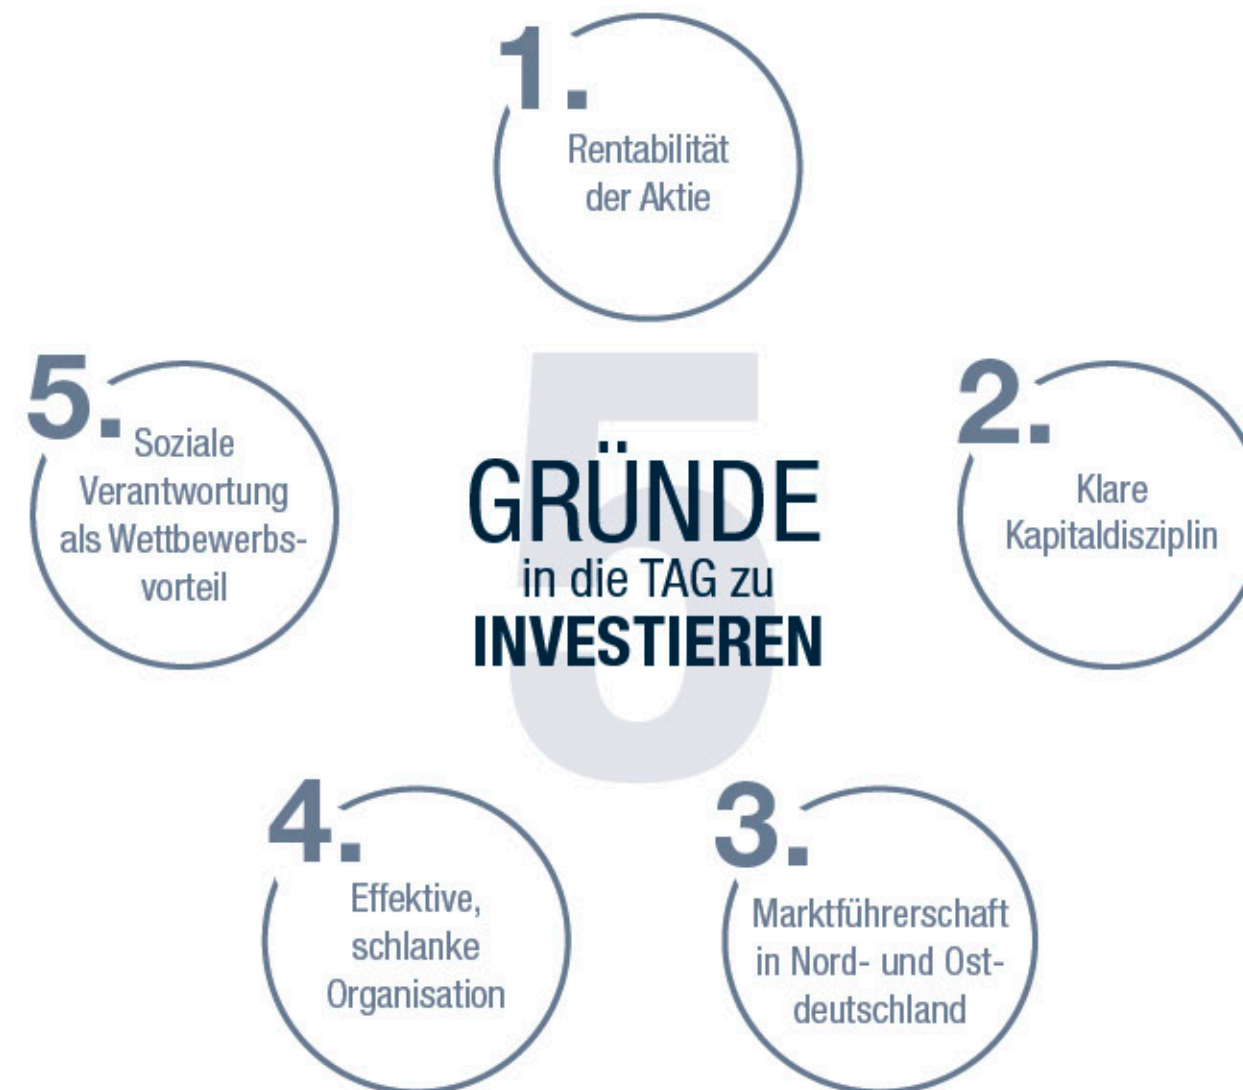 1.
Rentabilität
der Aktie
2.
Klare
Kapitaldisziplin
3.
Marktführerschaft
in Nord- und Ost-
deutschland
4.
Effektive,
schlanke
Organisation
5.
Soziale
Verantwortung
als Wettbewerbs-
vorteil
5
GRÜNDE
in die TAG zu
INVESTIEREN